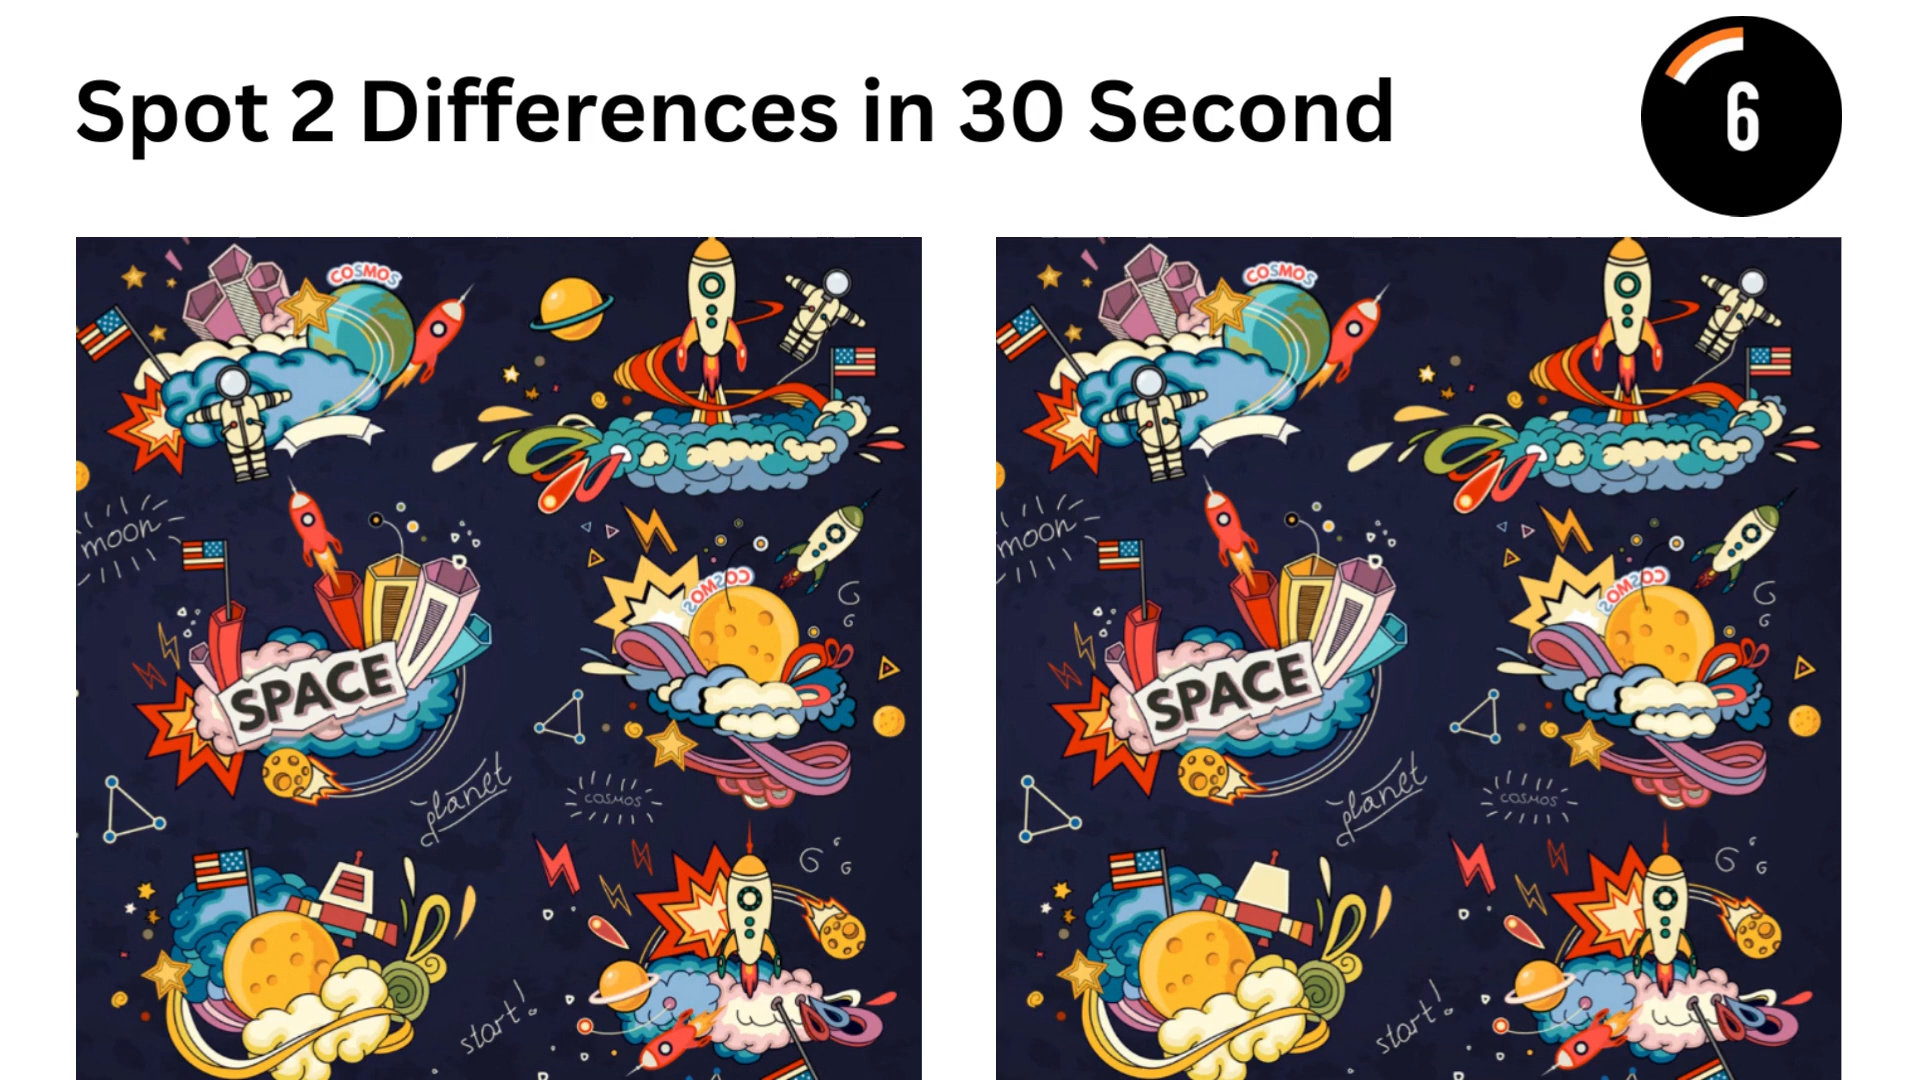 Spot 2 Differences in 30 Second
6
COSMOS
COSMOS
moon
moon
COSMOS
COSMOS
SPACE
SPACE
planet
planet
cosmos
cosmos
start!
start!